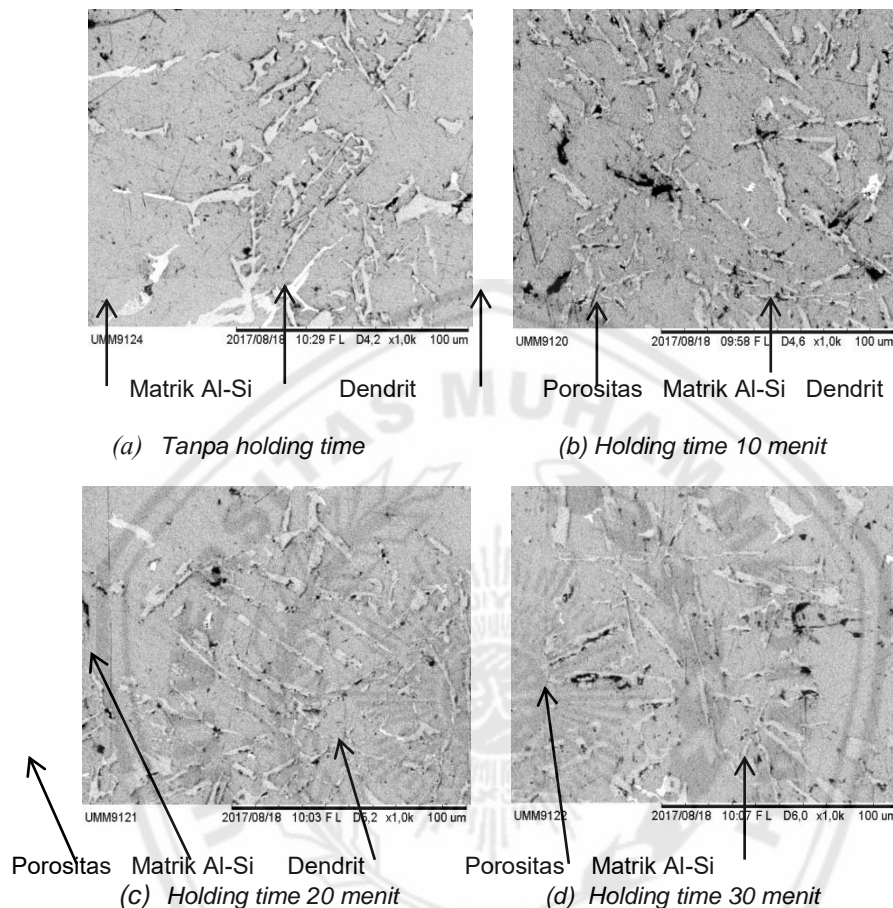 UMM9124 2017/08/18 10:29 F L D4,2 x1,0k 100 um
UMM9120 2017/08/18 09:58 F L D4,6 x1,0k 100 um
Matrik Al-Si Dendrit
Porositas Matrik Al-Si Dendrit
(a) Tanpa holding time
(b) Holding time 10 menit
SITAS MUHAM
UMM9121 2017/08/18 10:03 F L D5,2 x1,0k 100 um
UMM9122 2017/08/18 10:07 F L D6,0 x1,0k 100 um
Porositas Matrik Al-Si Dendrit
Porositas Matrik Al-Si
(c) Holding time 20 menit
(d) Holding time 30 menit